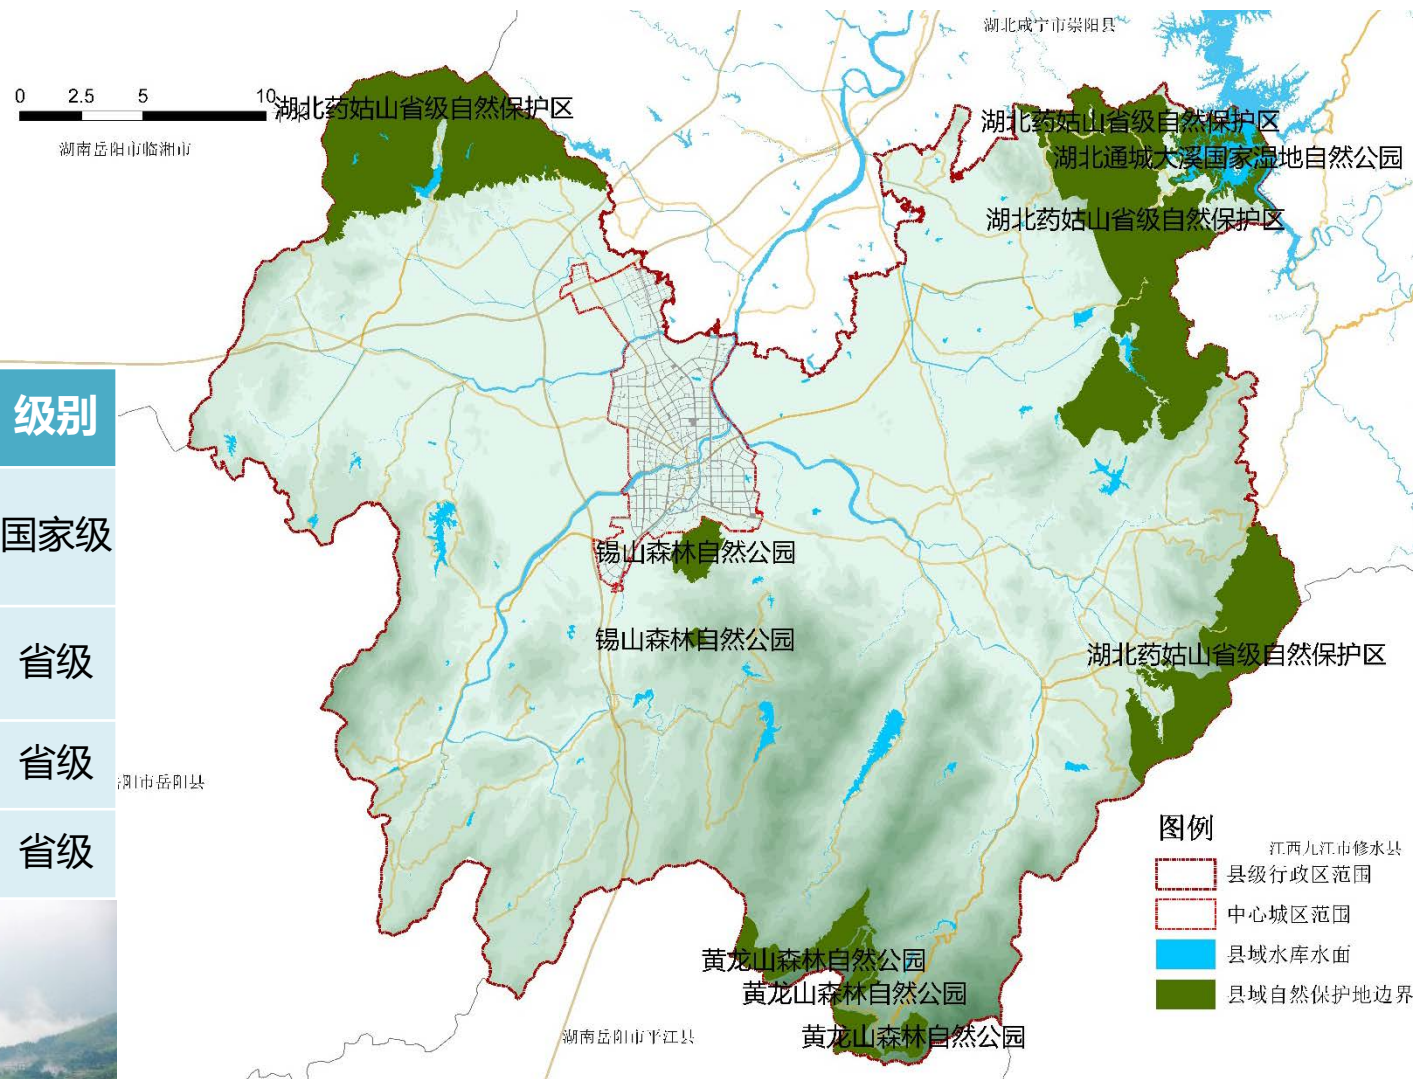 湖北咸宁市崇阳县
0 2.5 5 10
湖北药姑山省级自然保护区
湖南岳阳市临湘市
湖北药姑山省级自然保护区
湖北通城大溪国家湿地自然公园
湖北药姑山省级自然保护区
级别
国家级
省级
省级
省级
锡山森林自然公园
锡山森林自然公园
湖北药姑山省级自然保护区
岳阳市岳阳县
图例
江西九江市修水县
县级行政区范围
中心城区范围
县域水库水面
县域自然保护地边界
黄龙山森林自然公园
黄龙山森林自然公园
黄龙山森林自然公园
湖南岳阳市平江县